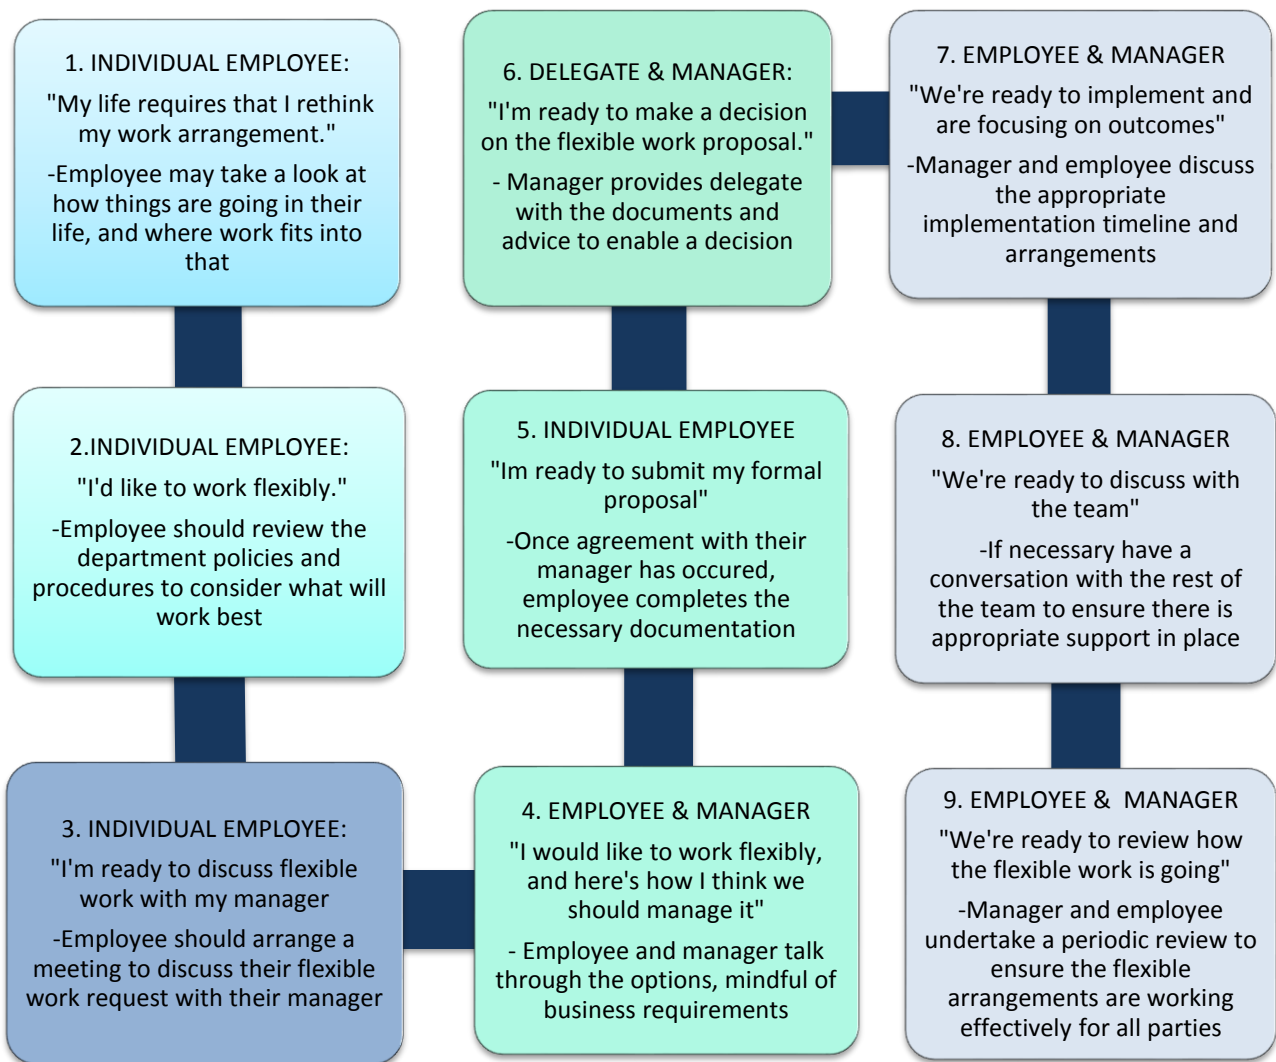 1. INDIVIDUAL EMPLOYEE:
"My life requires that I rethink
my work arrangement."
-Employee may take a look at
how things are going in their
life, and where work fits into
that
2.INDIVIDUAL EMPLOYEE:
"I'd like to work flexibly."
-Employee should review the
department policies and
procedures to consider what will
work best
3. INDIVIDUAL EMPLOYEE:
"I'm ready to discuss flexible
work with my manager
-Employee should arrange a
meeting to discuss their flexible
work request with their manager
4. EMPLOYEE & MANAGER
"I would like to work flexibly,
and here's how I think we
should manage it"
- Employee and manager talk
through the options, mindful of
business requirements
5. INDIVIDUAL EMPLOYEE
"Im ready to submit my formal
proposal"
-Once agreement with their
manager has occured,
employee completes the
necessary documentation
6. DELEGATE & MANAGER:
"I'm ready to make a decision
on the flexible work proposal."
- Manager provides delegate
with the documents and
advice to enable a decision
7. EMPLOYEE & MANAGER
"We're ready to implement and
are focusing on outcomes"
-Manager and employee discuss
the appropriate
implementation timeline and
arrangements
8. EMPLOYEE & MANAGER
"We're ready to discuss with
the team"
-If necessary have a
conversation with the rest of
the team to ensure there is
appropriate support in place
9. EMPLOYEE &  MANAGER
"We're ready to review how
the flexible work is going"
-Manager and employee
undertake a periodic review to
ensure the flexible
arrangements are working
effectively for all parties